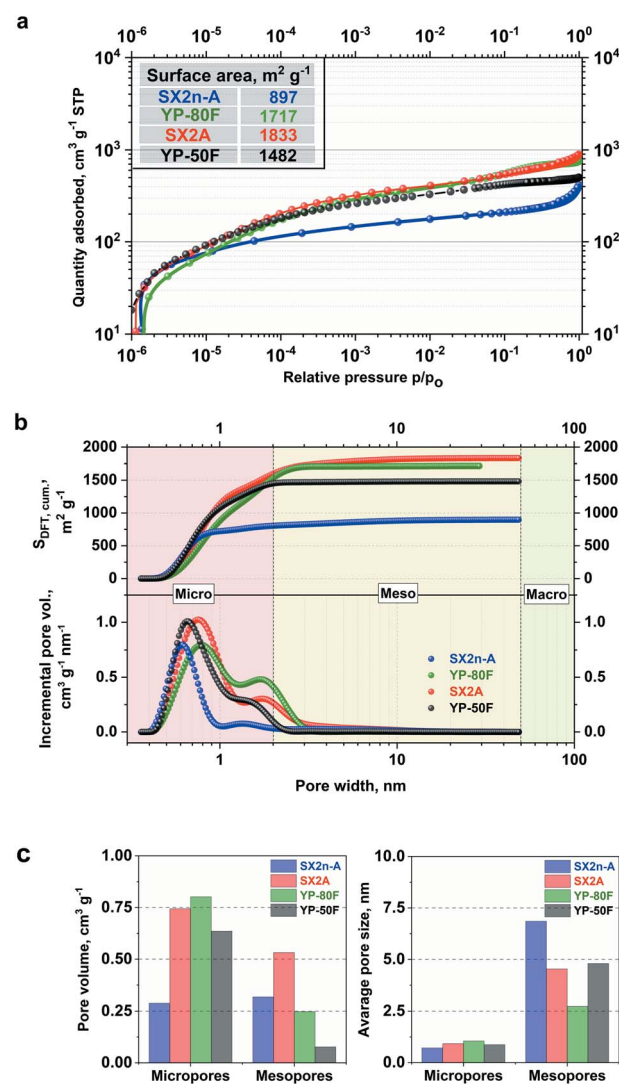 a
10⁻⁶ 10⁻⁵ 10⁻⁴ 10⁻³ 10⁻² 10⁻¹ 10⁰
10⁴ 10⁴
10³ 10³
10² 10²
10¹ 10¹
Quantity adsorbed, cm³ g⁻¹ STP
Surface area, m² g⁻¹
SX2n-A 897
YP-80F 1717
SX2A 1833
YP-50F 1482
10⁻⁶ 10⁻⁵ 10⁻⁴ 10⁻³ 10⁻² 10⁻¹ 10⁰
Relative pressure p/pₒ
b
1 10 100
2000 2000
1500 1500
1000 1000
500 500
0 0
S_DFT, cum.,
m² g⁻¹
Micro Meso Macro
1.0 1.0
0.5 0.5
0.0 0.0
Incremental pore vol.,
cm³ g⁻¹ nm⁻¹
SX2n-A
YP-80F
SX2A
YP-50F
1 10 100
Pore width, nm
c
1.00
0.75
0.50
0.25
0.00
Pore volume, cm³ g⁻¹
SX2n-A
SX2A
YP-80F
YP-50F
Micropores Mesopores
10.0
7.5
5.0
2.5
0.0
Avarage pore size, nm
SX2n-A
SX2A
YP-80F
YP-50F
Micropores Mesopores